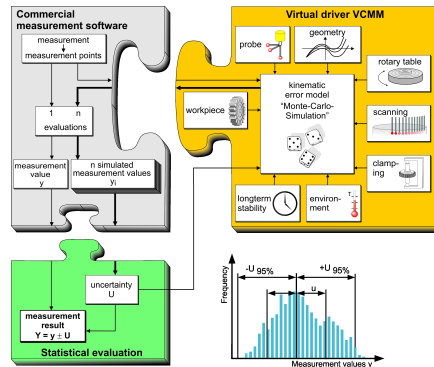 Commercial
measurement software
measurement
measurement points
1 n
evaluations
measurement
value
y
n simulated
measurement values
yi
Virtual driver VCMM
probe
geometry
rotary table
workpiece
kinematic
error model
"Monte-Carlo-
Simulation"
scanning
clamp-
ing
longterm
stability
environ-
ment
T
uncertainty
U
measurement
result
Y = y ± U
Statistical evaluation
Frequency
-U 95%
+U 95%
u
Measurement values y